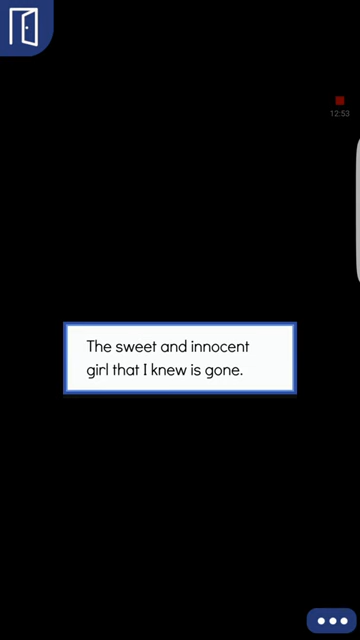 12:53
The sweet and innocent
girl that I knew is gone.